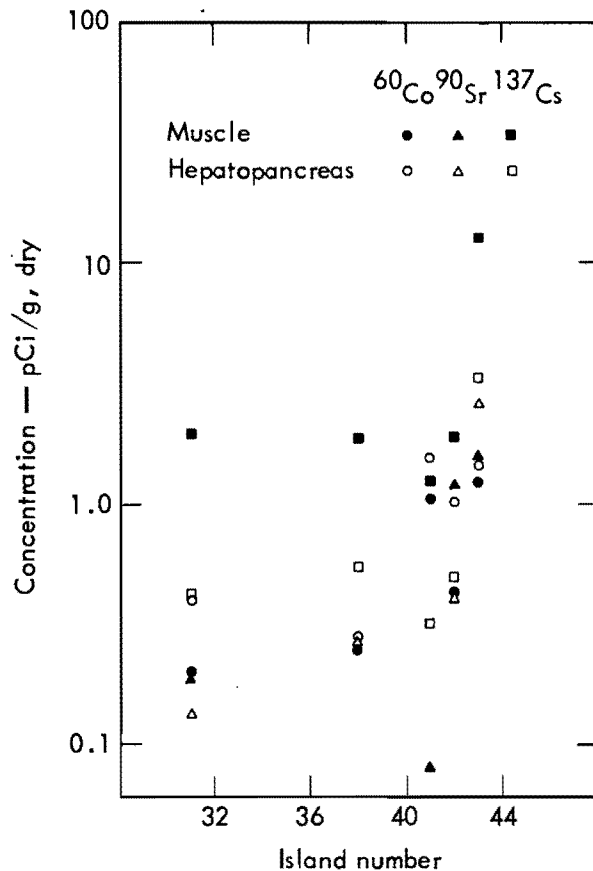 100
⁶⁰Co ⁹⁰Sr ¹³⁷Cs
Muscle
Hepatopancreas
10
1.0
0.1
Concentration — pCi/g, dry
32 36 40 44
Island number